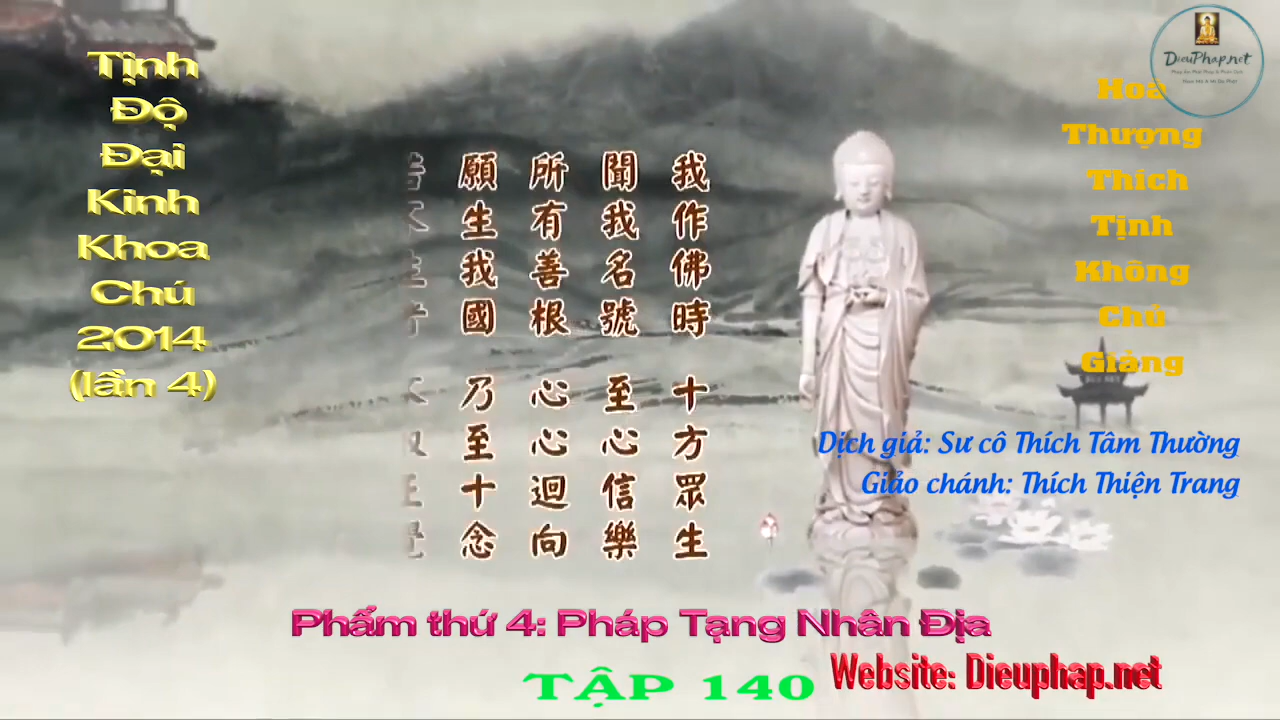 Tịnh
Độ
Đại
Kinh
Khoa
Chú
2014
(lần 4)
我作佛時 十方眾生
聞我名號 至心信樂
所有善根 心心迴向
願生我國 乃至十念
DieuPhap.net
Hoà
Thượng
Thích
Tịnh
Không
Chủ
Giảng
Dịch giả: Sư cô Thích Tâm Thường
Giảo chánh: Thích Thiện Trang
Phẩm thứ 4: Pháp Tạng Nhân Địa
TẬP 140
Website: Dieuphap.net